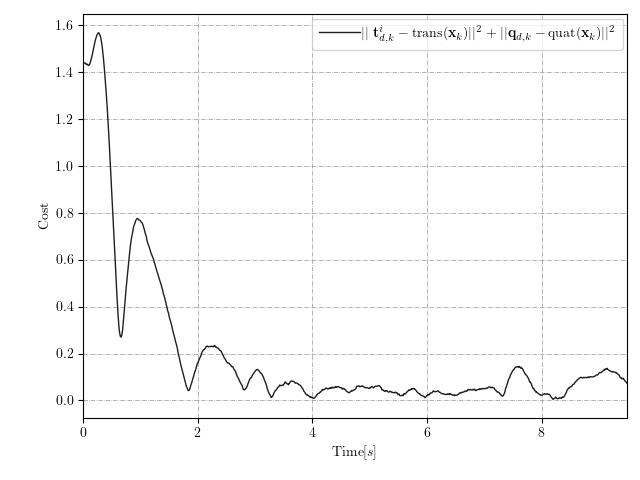 || t^i_{d,k} − trans(x_k)||² + ||q_{d,k} − quat(x_k)||²
1.6
1.4
1.2
1.0
0.8
0.6
0.4
0.2
0.0
Cost
0 2 4 6 8
Time[s]